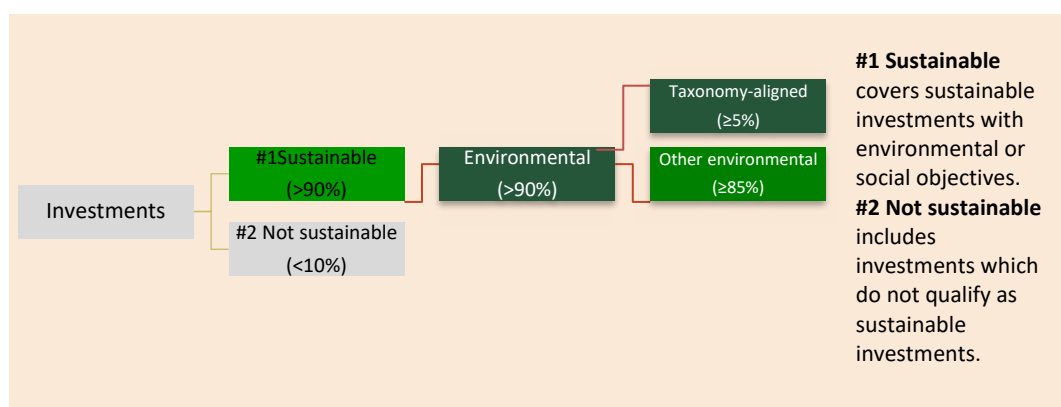 Investments
#1Sustainable
(>90%)
#2 Not sustainable
(<10%)
Environmental
(>90%)
Taxonomy-aligned
(≥5%)
Other environmental
(≥85%)
#1 Sustainable
covers sustainable
investments with
environmental or
social objectives.
#2 Not sustainable
includes
investments which
do not qualify as
sustainable
investments.